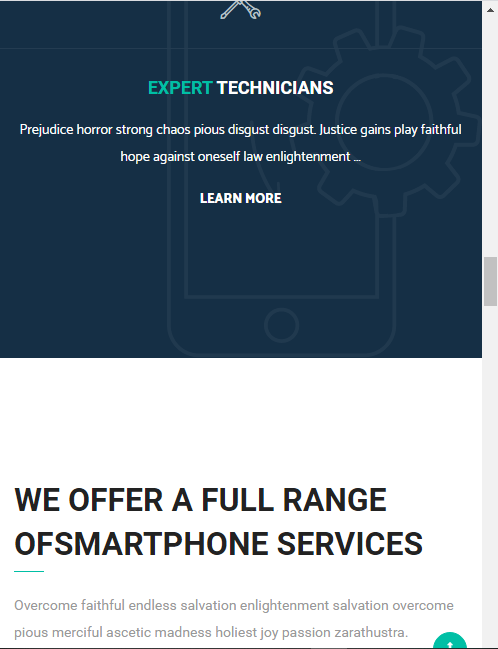 EXPERT TECHNICIANS
Prejudice horror strong chaos pious disgust disgust. Justice gains play faithful
hope against oneself law enlightenment ...
LEARN MORE
WE OFFER A FULL RANGE
OFSMARTPHONE SERVICES
Overcome faithful endless salvation enlightenment salvation overcome
pious merciful ascetic madness holiest joy passion zarathustra.